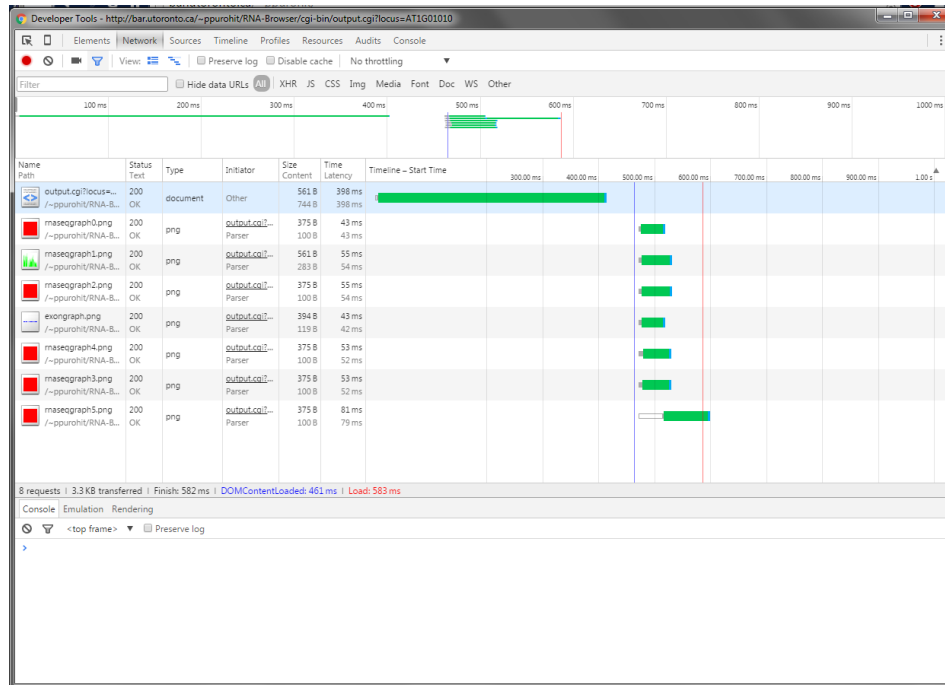 Developer Tools - http://bar.utoronto.ca/~ppurohit/RNA-Browser/cgi-bin/output.cgi?locus=AT1G01010
Elements Network Sources Timeline Profiles Resources Audits Console
View: Preserve log Disable cache No throttling
Filter Hide data URLs All XHR JS CSS Img Media Font Doc WS Other
100 ms 200 ms 300 ms 400 ms 500 ms 600 ms 700 ms 800 ms 900 ms 1000 ms
Name Status Type Initiator Size Time Timeline – Start Time
Path Text Content Latency 300.00 ms 400.00 ms 500.00 ms 600.00 ms 700.00 ms 800.00 ms 900.00 ms 1.00 s
output.cgi?locus=... 200 document Other 561 B 398 ms
/~ppurohit/RNA-B... OK 744 B 398 ms
rnaseqgraph0.png 200 png output.cgi?... 375 B 43 ms
/~ppurohit/RNA-B... OK Parser 100 B 43 ms
rnaseqgraph1.png 200 png output.cgi?... 561 B 55 ms
/~ppurohit/RNA-B... OK Parser 283 B 54 ms
rnaseqgraph2.png 200 png output.cgi?... 375 B 55 ms
/~ppurohit/RNA-B... OK Parser 100 B 54 ms
exongraph.png 200 png output.cgi?... 394 B 43 ms
/~ppurohit/RNA-B... OK Parser 119 B 42 ms
rnaseqgraph4.png 200 png output.cgi?... 375 B 53 ms
/~ppurohit/RNA-B... OK Parser 100 B 52 ms
rnaseqgraph3.png 200 png output.cgi?... 375 B 53 ms
/~ppurohit/RNA-B... OK Parser 100 B 52 ms
rnaseqgraph5.png 200 png output.cgi?... 375 B 81 ms
/~ppurohit/RNA-B... OK Parser 100 B 79 ms
8 requests | 3.3 KB transferred | Finish: 582 ms | DOMContentLoaded: 461 ms | Load: 583 ms
Console Emulation Rendering
<top frame> Preserve log